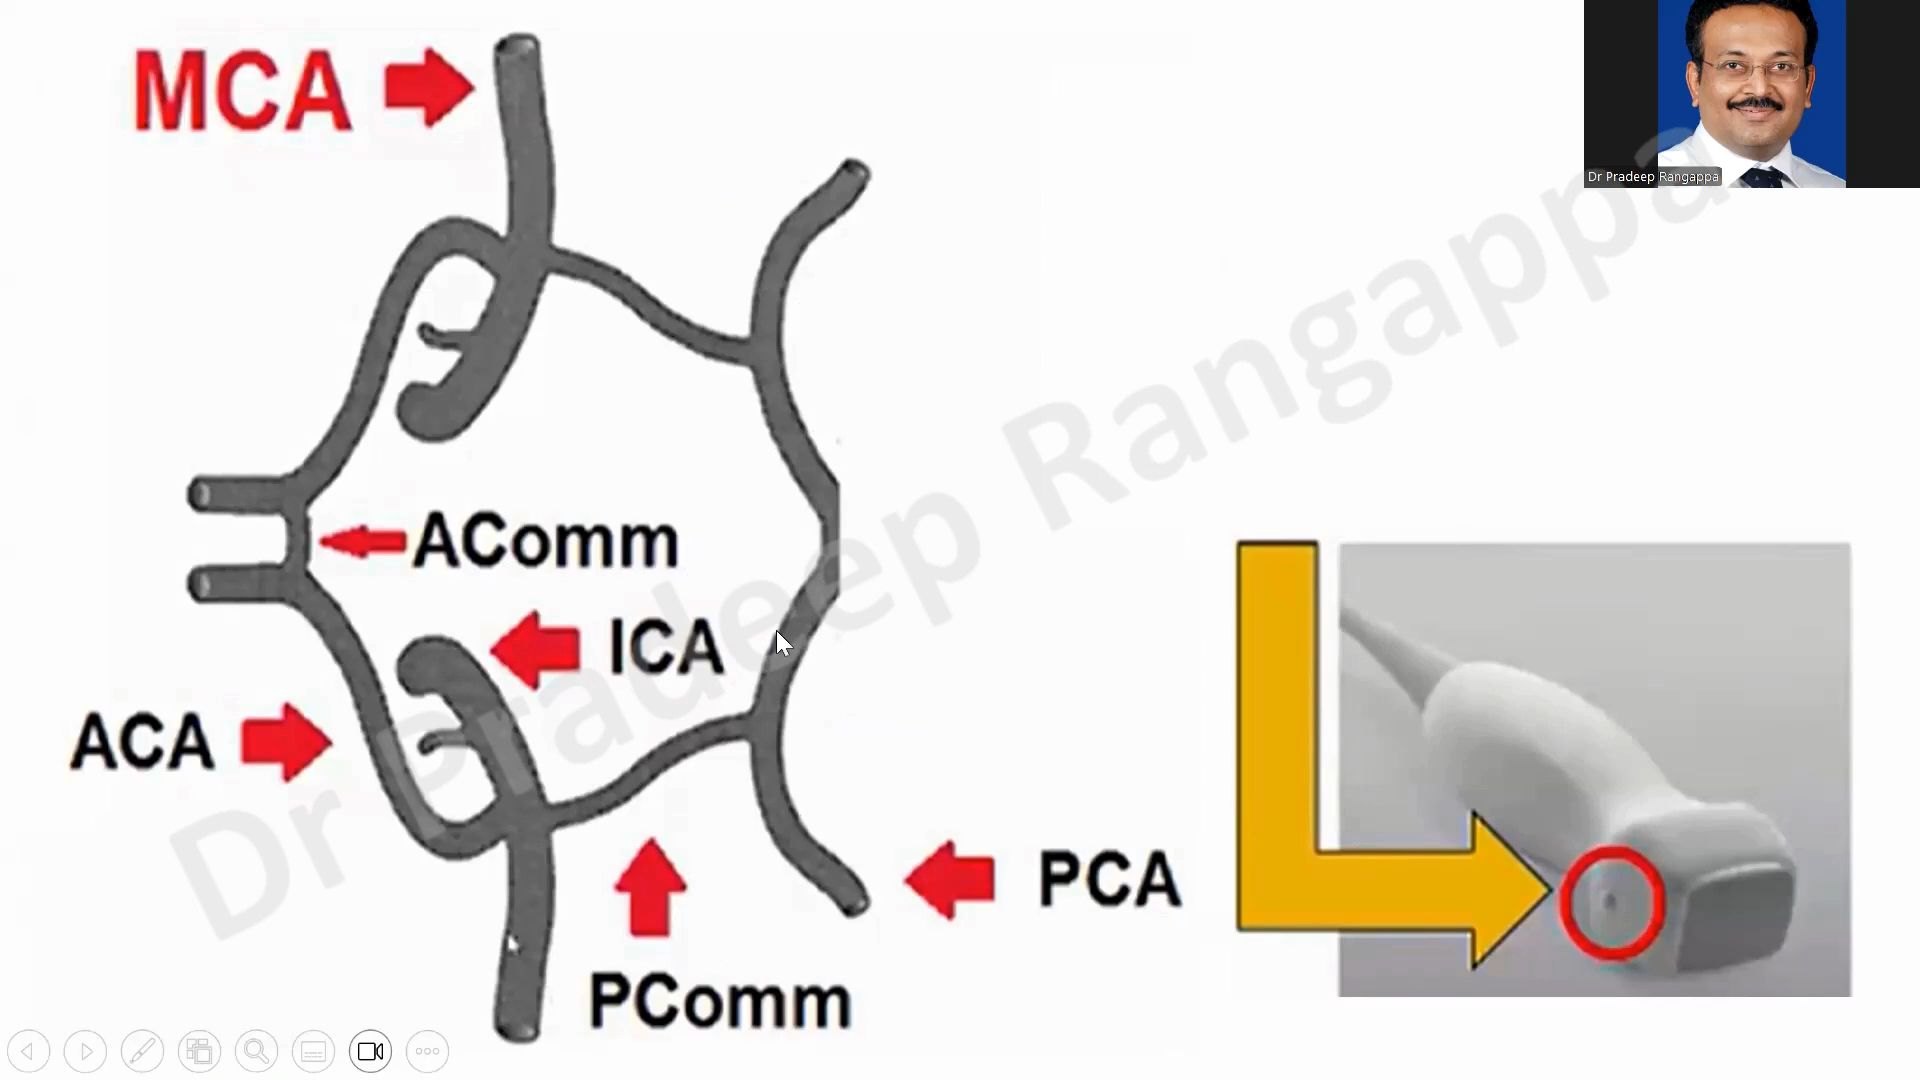 MCA
Dr Pradeep Rangappa
AComm
ICA
ACA
PCA
PComm
Dr Pradeep Rangappa